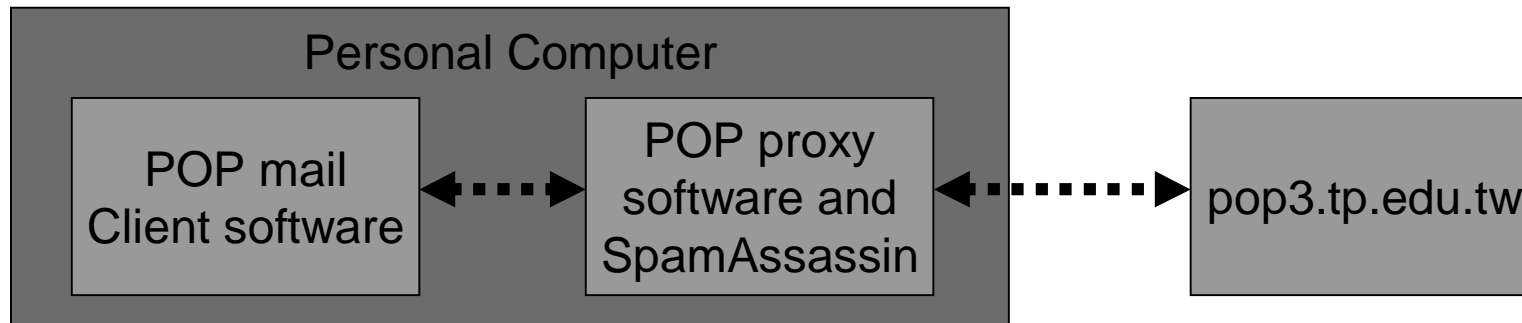 Personal Computer
POP mail
Client software
POP proxy
software and
SpamAssassin
pop3.tp.edu.tw